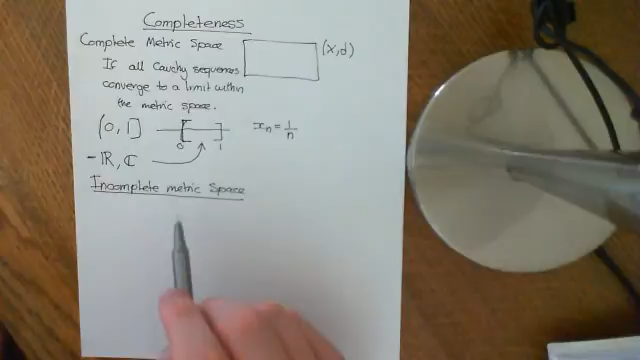 Completeness
Complete Metric Space
(X,d)
If all Cauchy sequences
converge to a limit within
the metric space.
(0,1]
0 1
xₙ = 1/n
- ℝ, ℂ
Incomplete metric Space